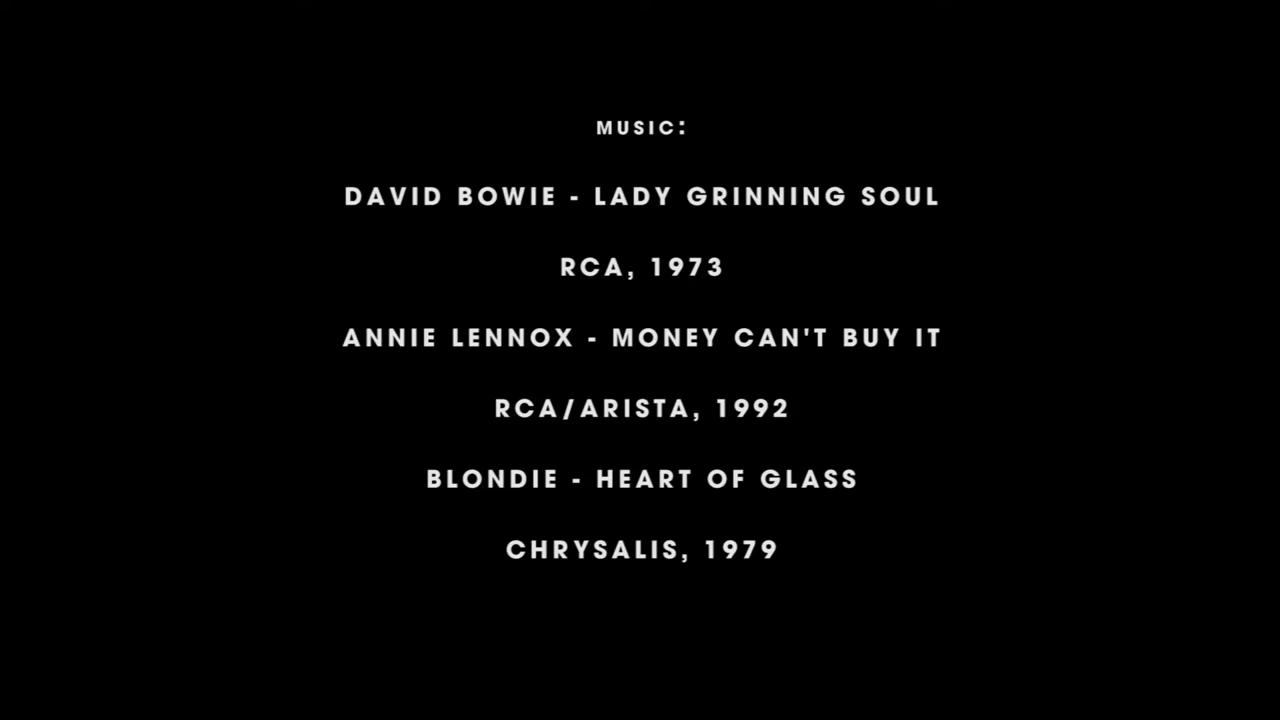 MUSIC:
DAVID BOWIE - LADY GRINNING SOUL
RCA, 1973
ANNIE LENNOX - MONEY CAN'T BUY IT
RCA/ARISTA, 1992
BLONDIE - HEART OF GLASS
CHRYSALIS, 1979